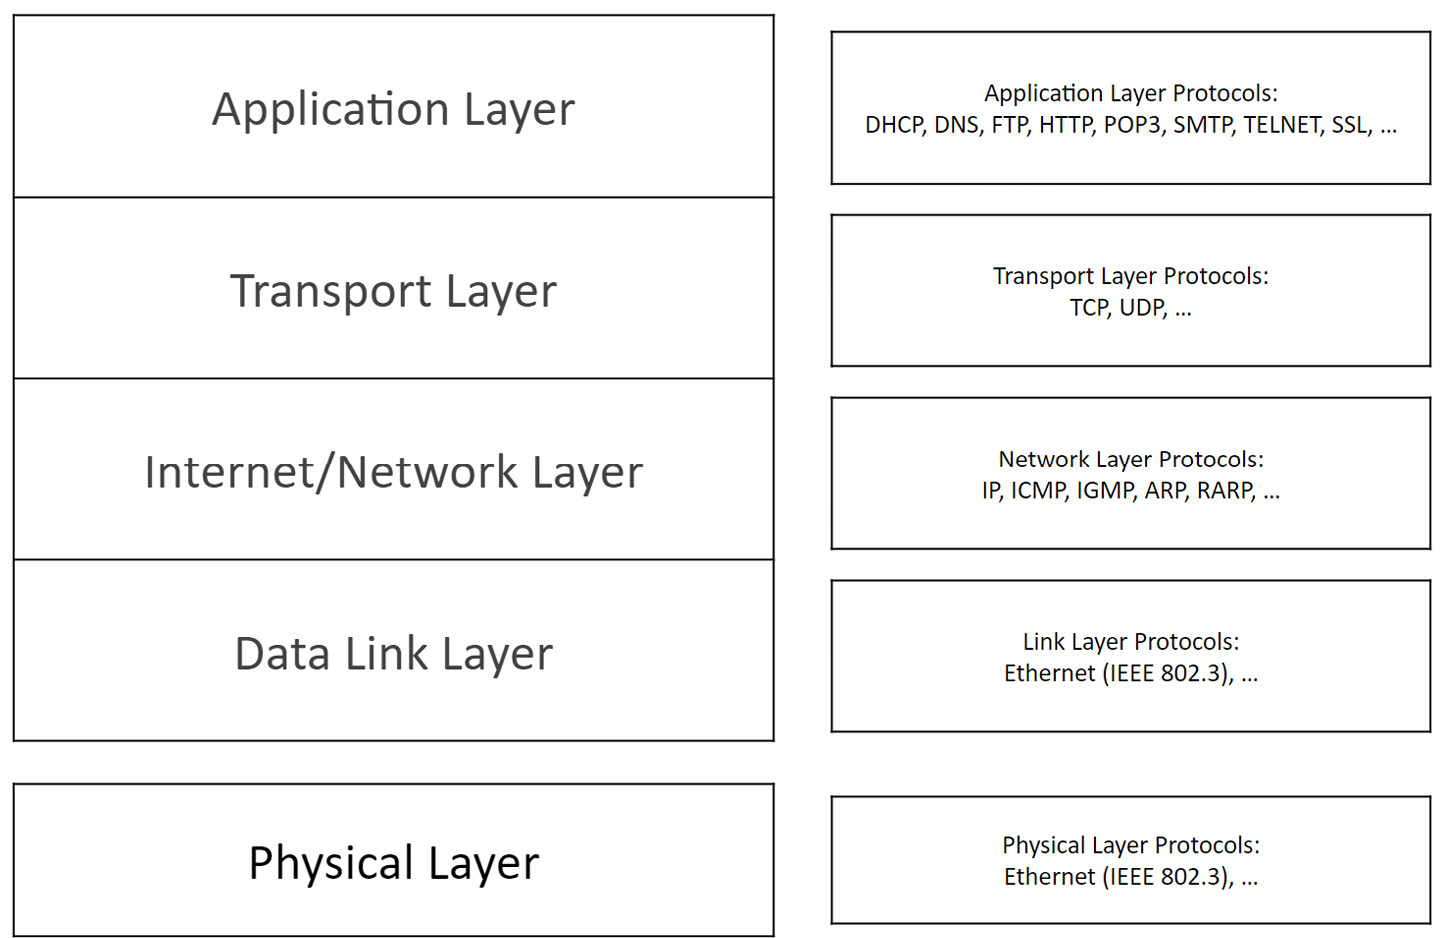 Application Layer
Application Layer Protocols:
DHCP, DNS, FTP, HTTP, POP3, SMTP, TELNET, SSL, ...
Transport Layer
Transport Layer Protocols:
TCP, UDP, ...
Internet/Network Layer
Network Layer Protocols:
IP, ICMP, IGMP, ARP, RARP, ...
Data Link Layer
Link Layer Protocols:
Ethernet (IEEE 802.3), ...
Physical Layer
Physical Layer Protocols:
Ethernet (IEEE 802.3), ...